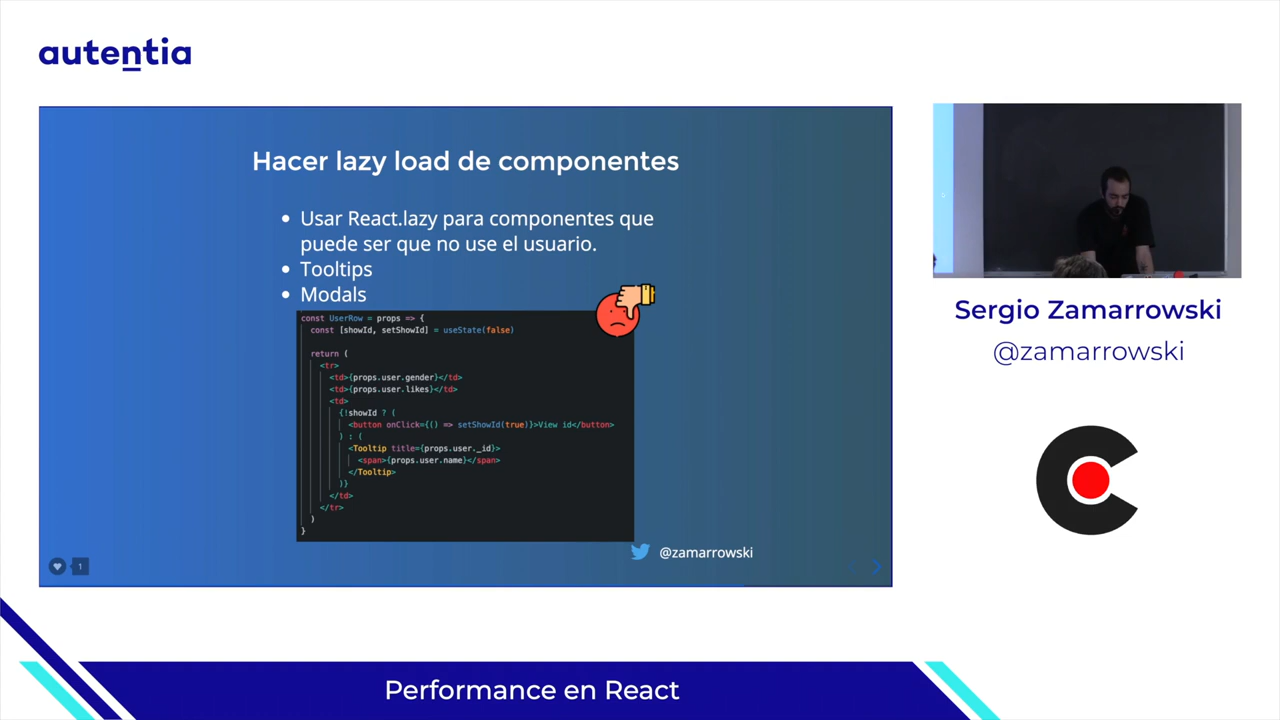 autentia
Hacer lazy load de componentes
Usar React.lazy para componentes que
puede ser que no use el usuario.
Tooltips
Modals
const UserRow = props => {
const [showId, setShowId] = useState(false)
return (
<tr>
<td>{props.user.gender}</td>
<td>{props.user.likes}</td>
<td>
{!showId ? (
<button onClick={() => setShowId(true)}>View id</button>
) : (
<Tooltip title={props.user._id}>
<span>{props.user.name}</span>
</Tooltip>
)}
</td>
</tr>
)
}
@zamarrowski
1
Sergio Zamarrowski
@zamarrowski
Performance en React